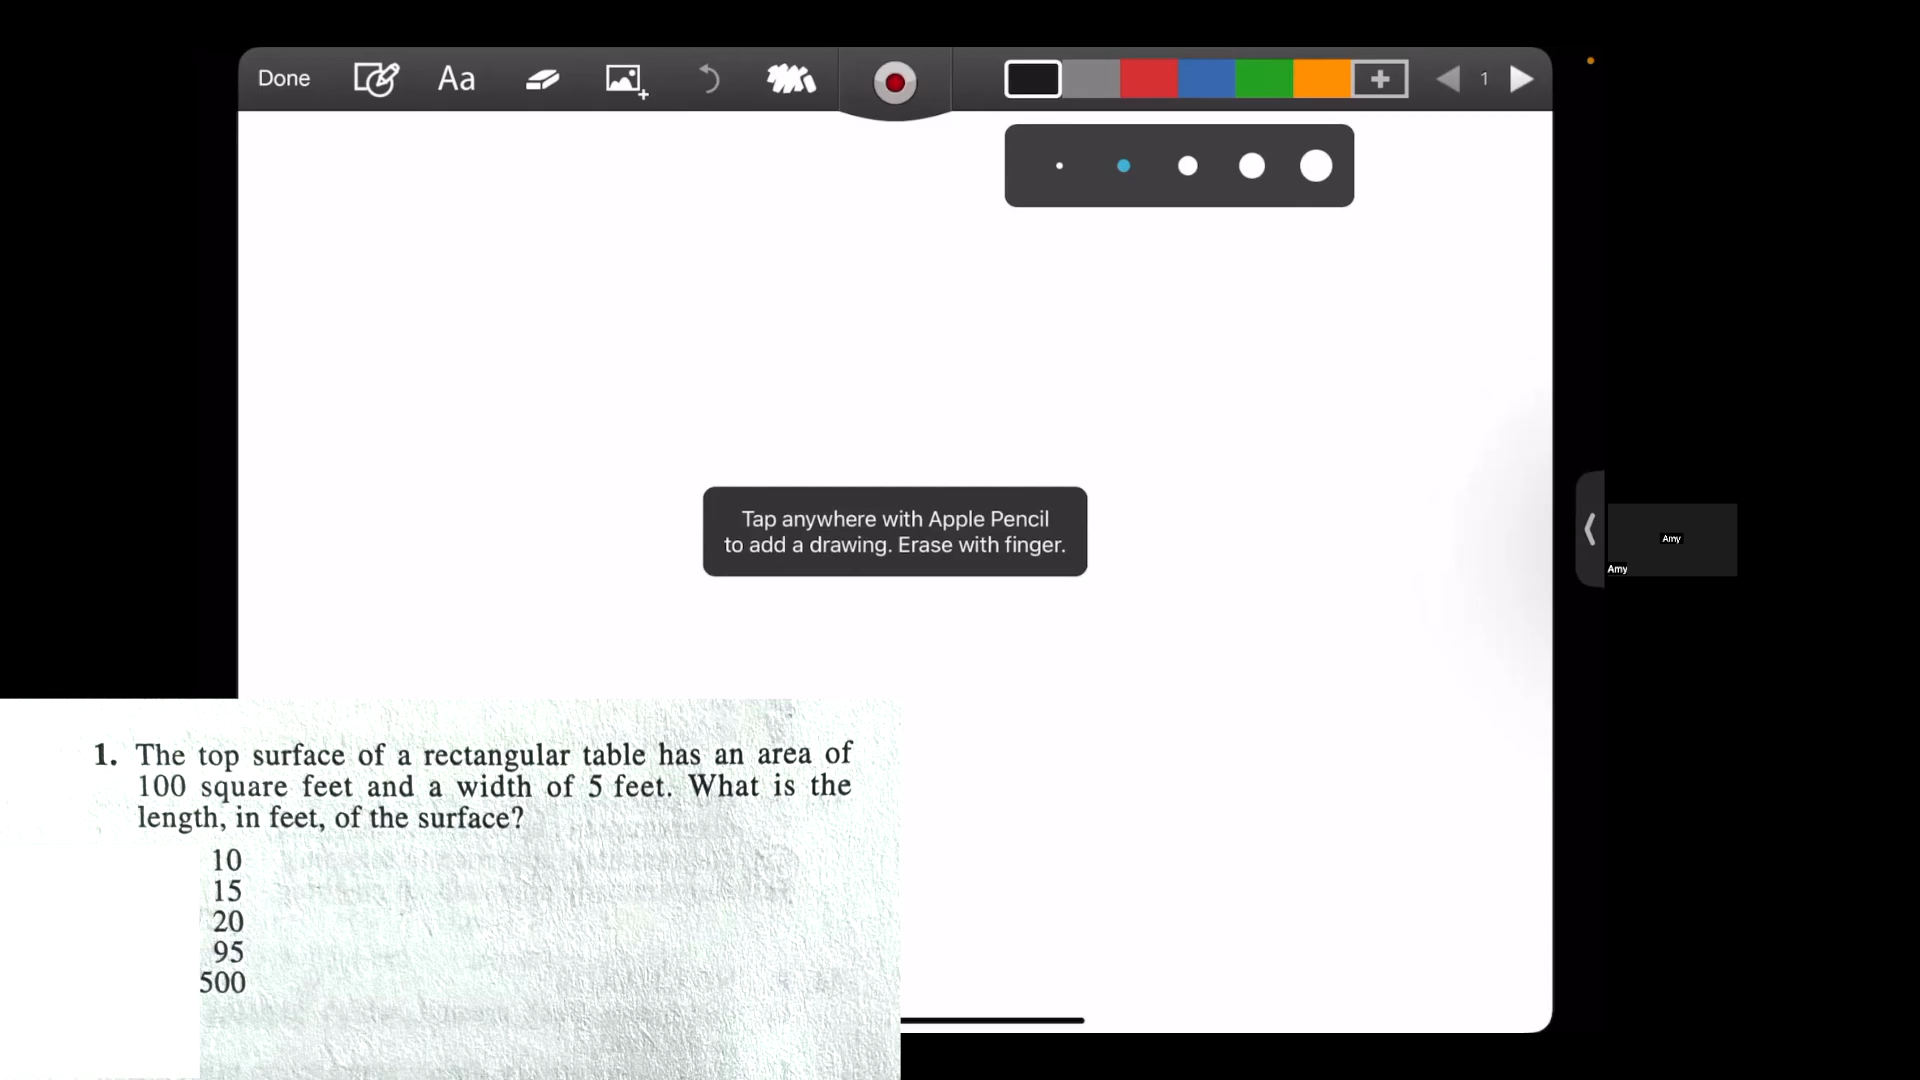 Done
Aa
1
Tap anywhere with Apple Pencil
to add a drawing. Erase with finger.
Amy
Amy
1. The top surface of a rectangular table has an area of
100 square feet and a width of 5 feet. What is the
length, in feet, of the surface?
10
15
20
95
500